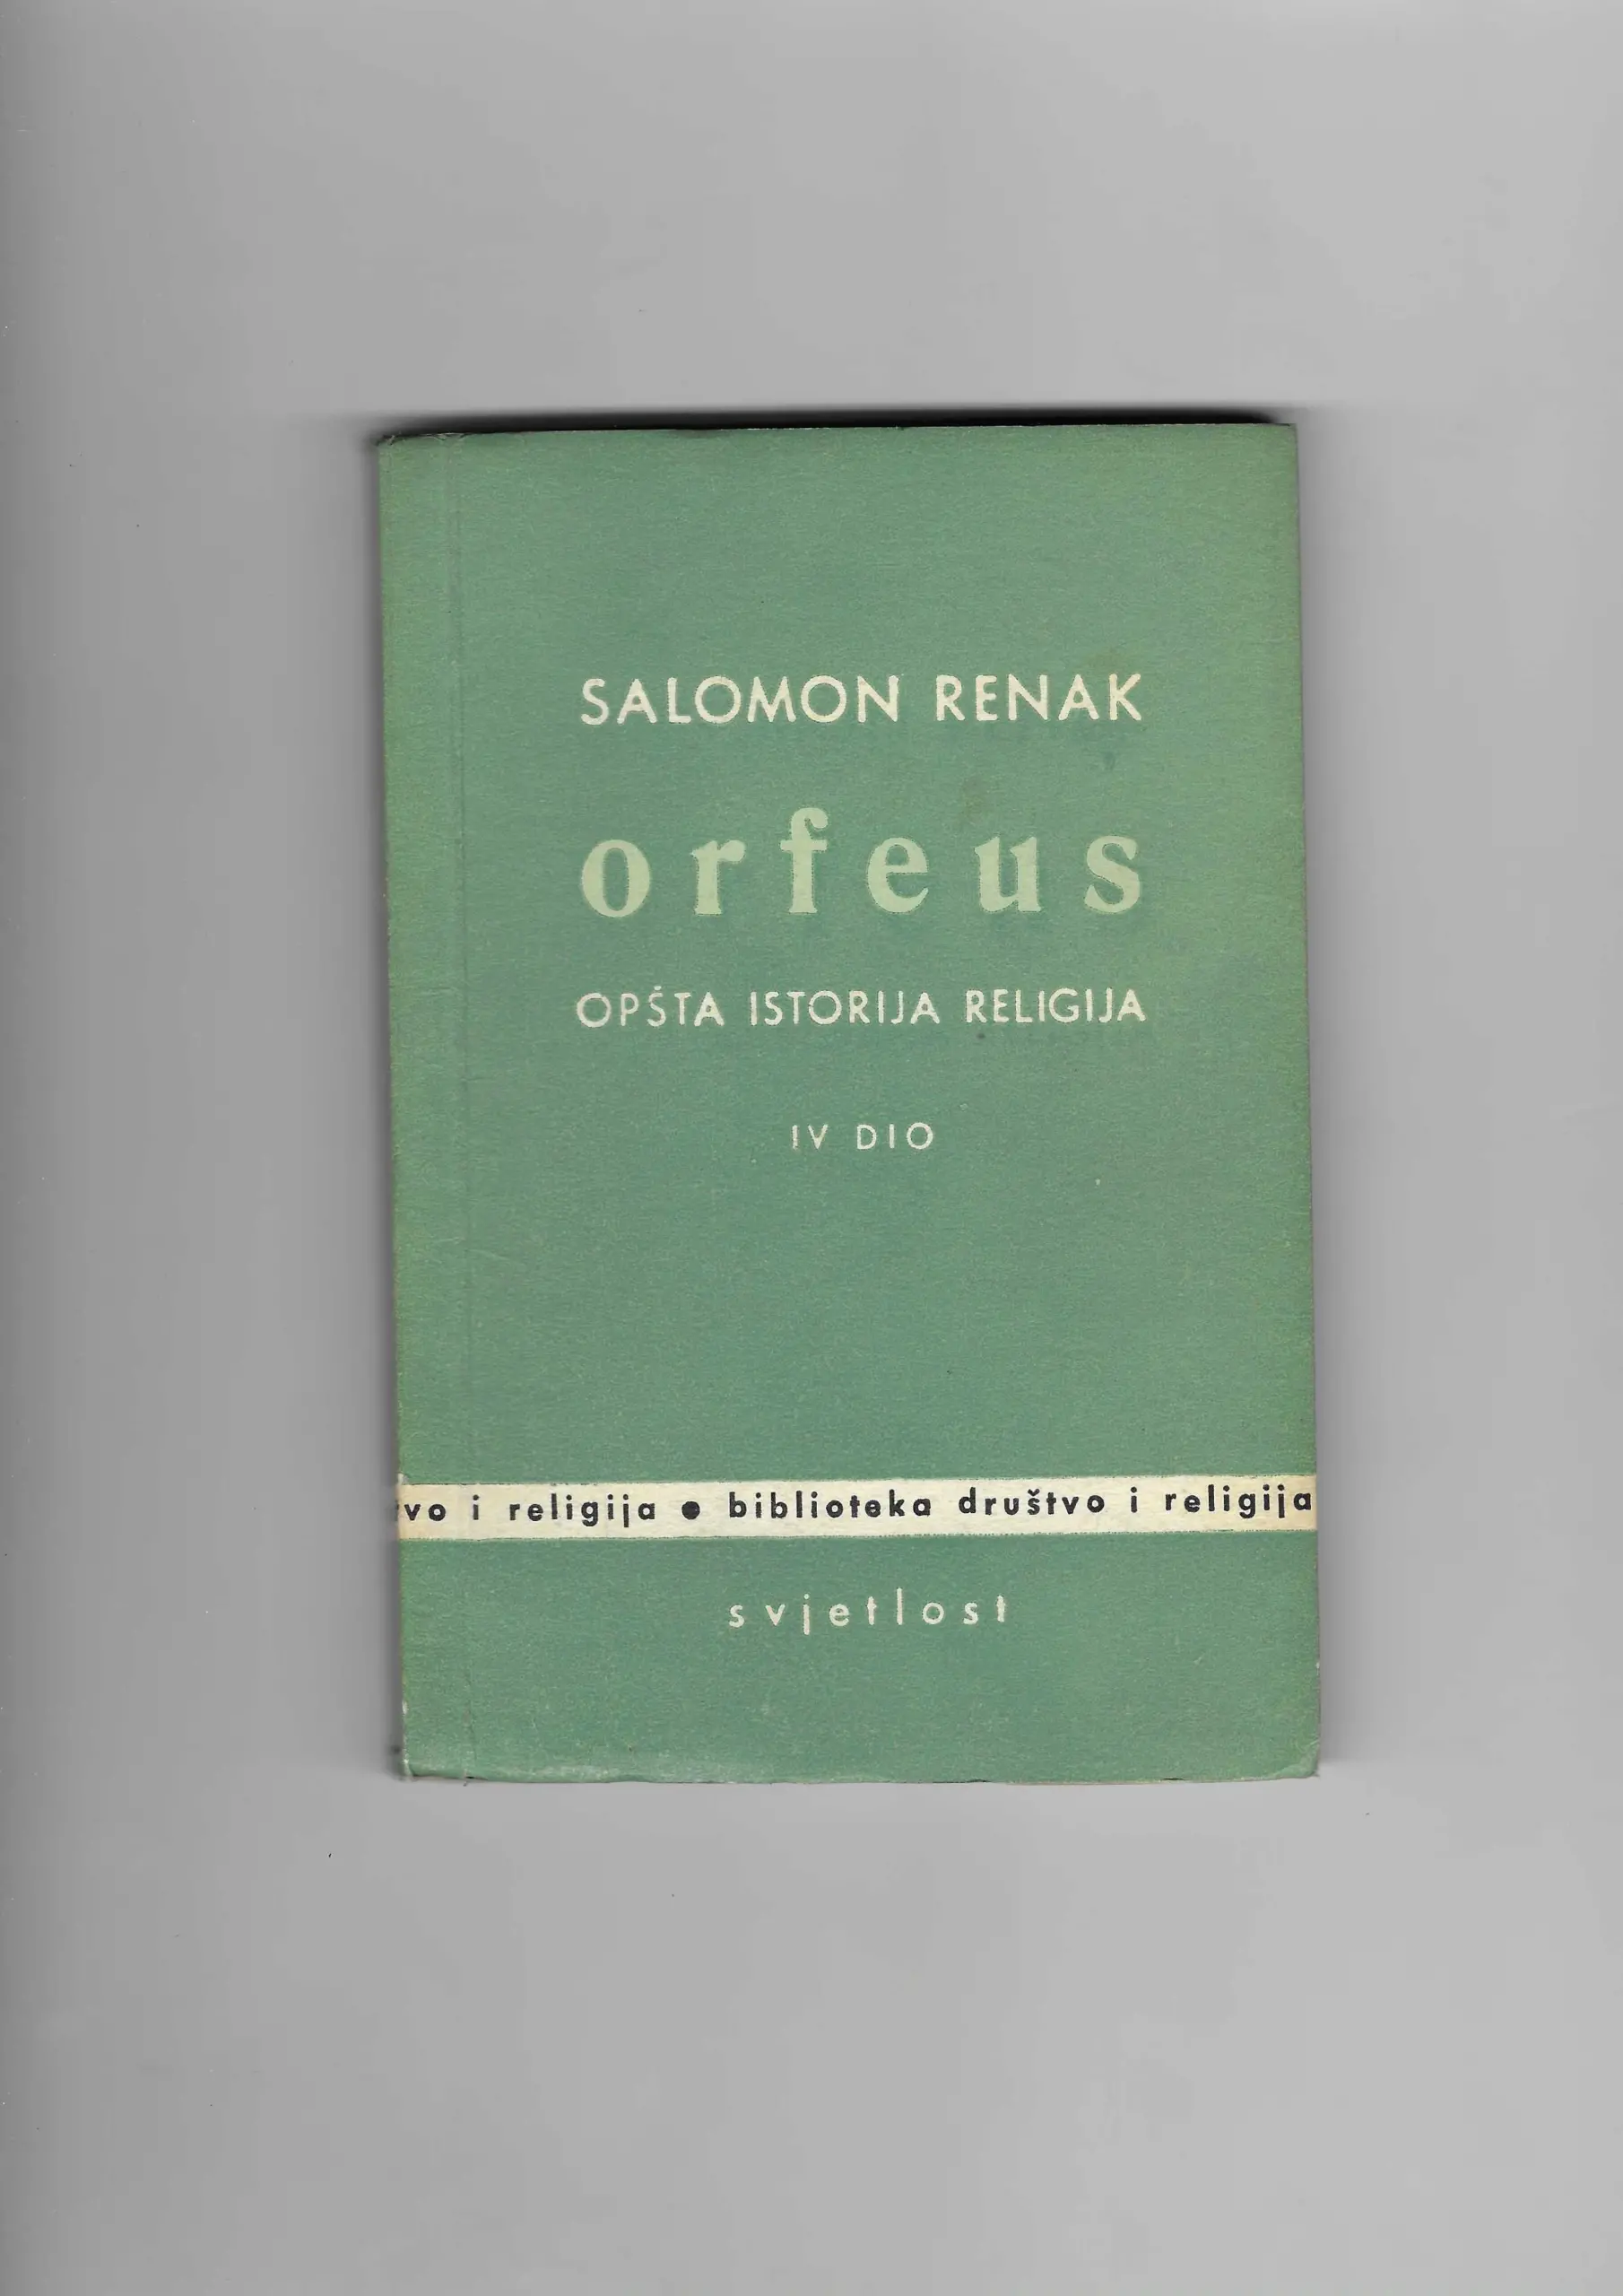 SALOMON RENAK
orfeus
OPŠTA ISTORIJA RELIGIJA
IV DIO
vo i religija • biblioteka društvo i religija
svjetlost